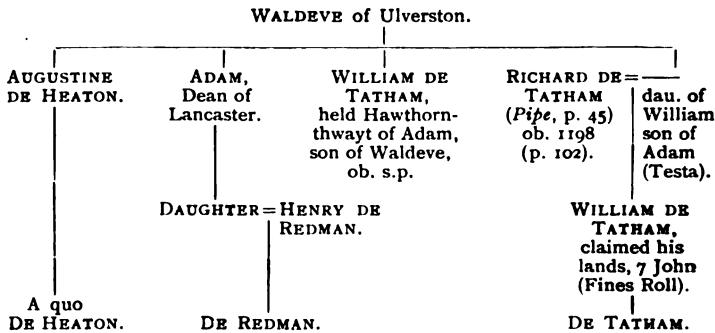 WALDEVE of Ulverston.
AUGUSTINE
DE HEATON.
ADAM,
Dean of
Lancaster.
WILLIAM DE
TATHAM,
held Hawthorn-
thwayt of Adam,
son of Waldeve,
ob. s.p.
RICHARD DE=
TATHAM
(Pipe, p. 45)
ob. 1198
(p. 102).
——
dau. of
William
son of
Adam
(Testa).
DAUGHTER=HENRY DE
REDMAN.
WILLIAM DE
TATHAM,
claimed his
lands, 7 John
(Fines Roll).
A quo
DE HEATON.
DE REDMAN.
DE TATHAM.